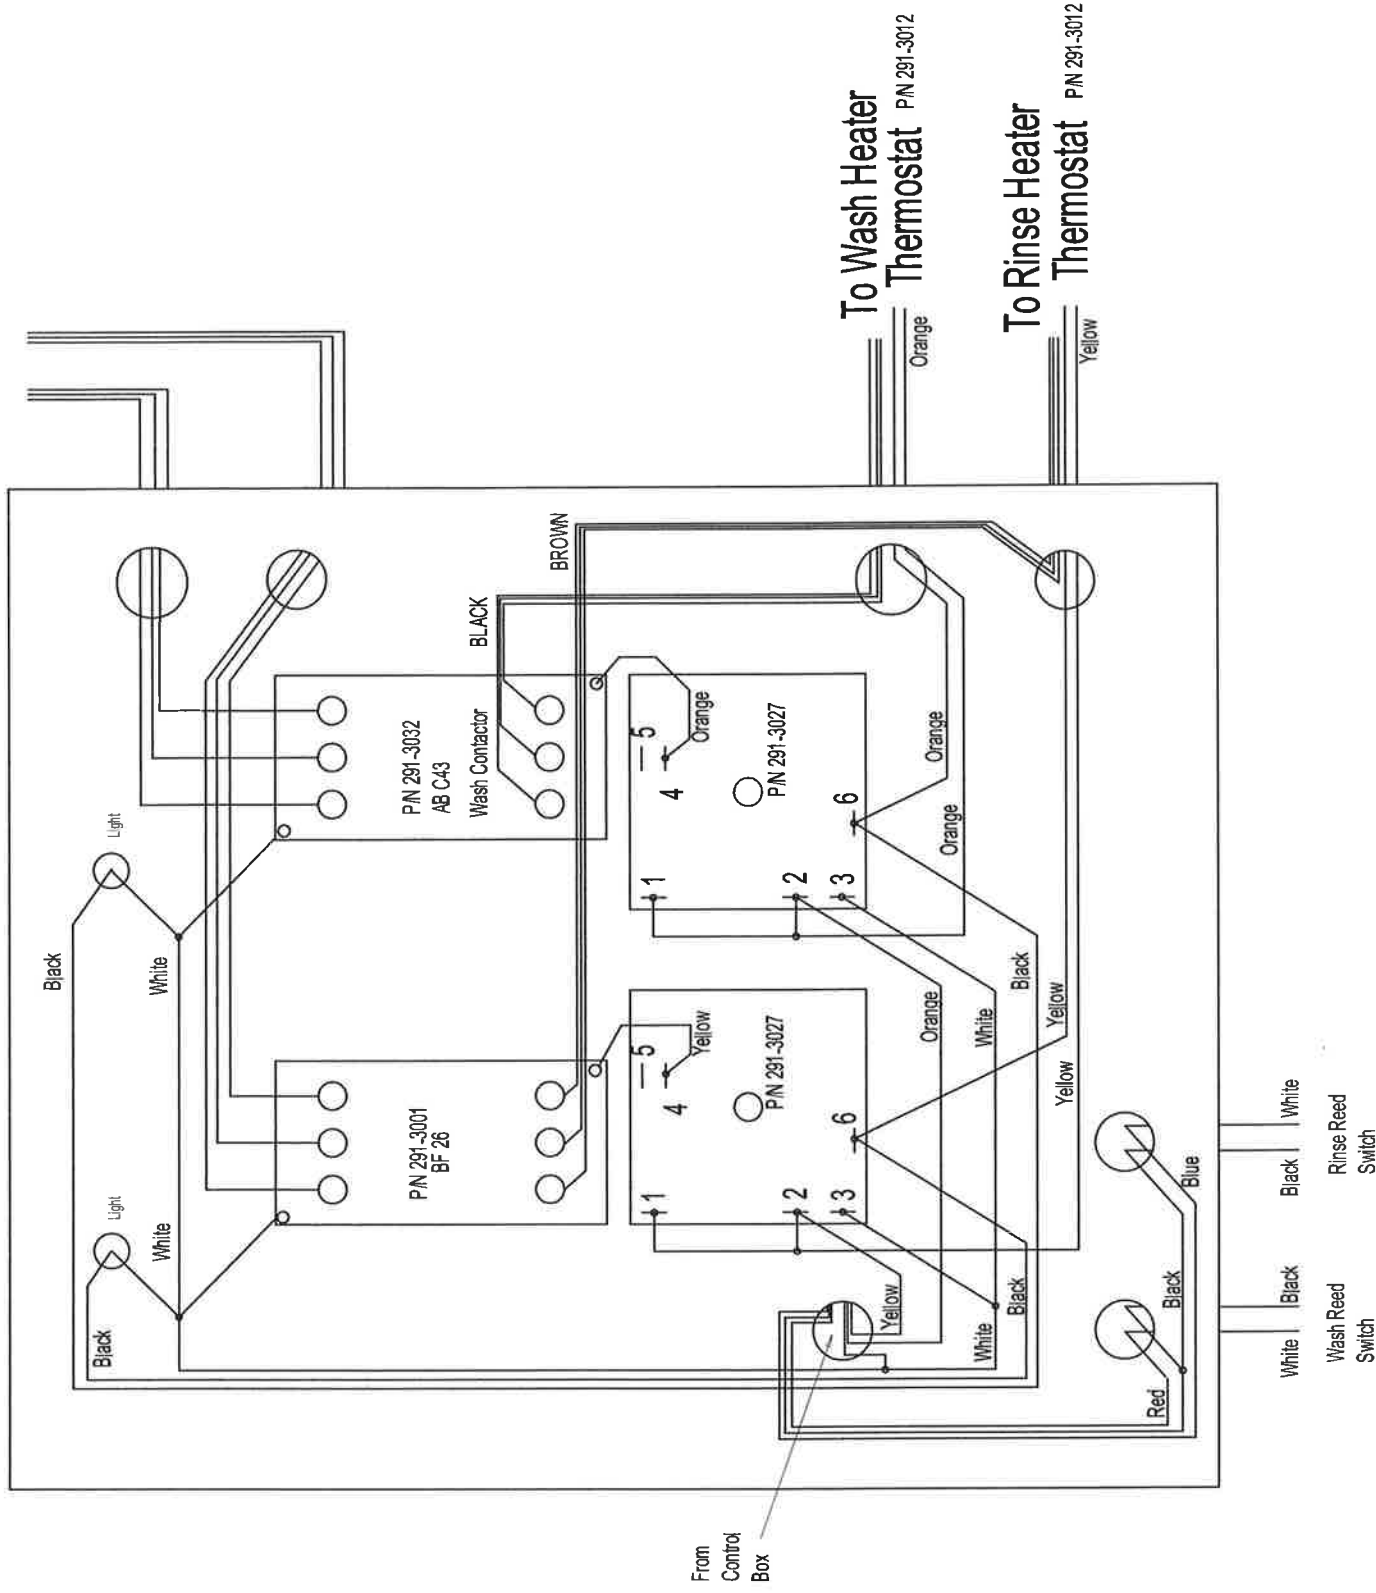 To Wash Heater
Thermostat P/N 291-3012
Orange
To Rinse Heater
Thermostat P/N 291-3012
Yellow
BROWN
BLACK
Light
Black
White
P/N 291-3032
AB C43
Wash Contactor
Orange
5
4
P/N 291-3027
6
1
2
3
Orange
Orange
Black
Yellow
White
Orange
Yellow
Light
Black
White
P/N 291-3001
BF 26
Yellow
5
4
P/N 291-3027
6
1
2
3
Yellow
White
Black
Blue
Black
Red
White
Black
Rinse Reed
Switch
Black
White
Wash Reed
Switch
From
Control
Box